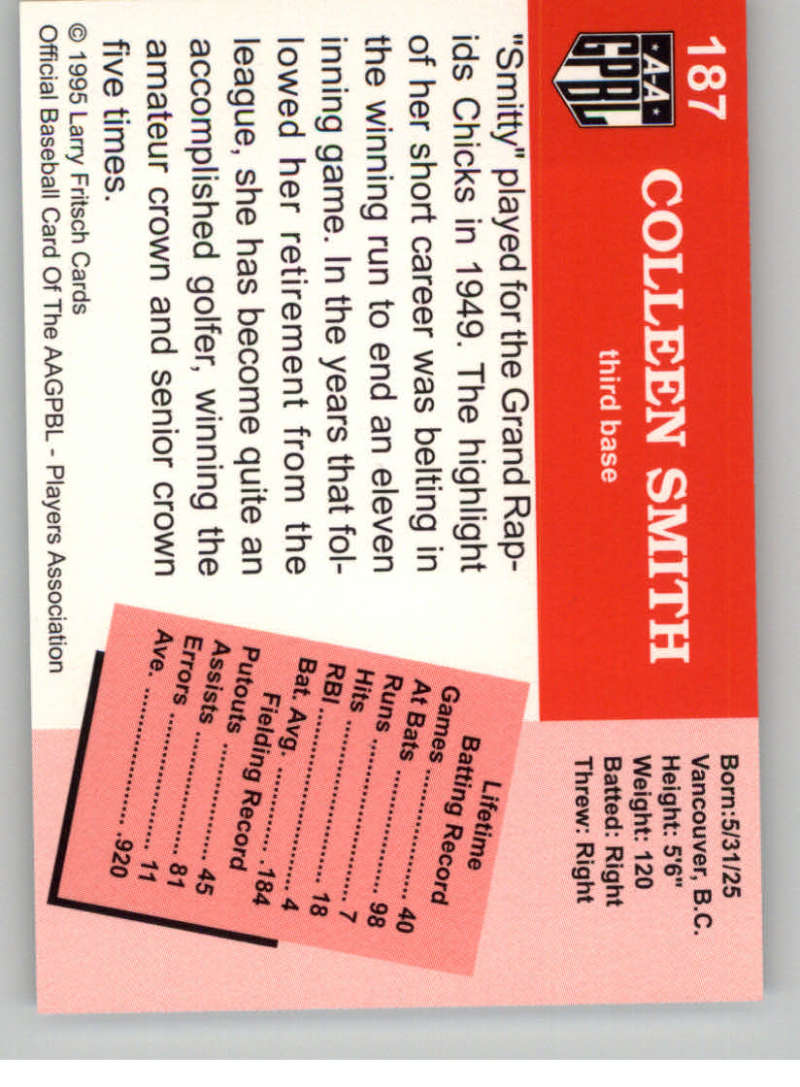 187
A-A
GPBL
COLLEEN SMITH
third base
Born:5/31/25
Vancouver, B.C.
Height: 5'6"
Weight: 120
Batted: Right
Threw: Right
"Smitty" played for the Grand Rap-
ids Chicks in 1949. The highlight
of her short career was belting in
the winning run to end an eleven
inning game. In the years that fol-
lowed her retirement from the
league, she has become quite an
accomplished golfer, winning the
amateur crown and senior crown
five times.
Lifetime
Batting Record
Games .................... 40
At Bats .................... 98
Runs .................... 7
Hits .................... 18
RBI .................... 4
Bat. Avg. ............ .184
Fielding Record
Putouts .................... 45
Assists .................... 81
Errors .................... 11
Ave. .................... .920
© 1995 Larry Fritsch Cards
Official Baseball Card Of The AAGPBL - Players Association